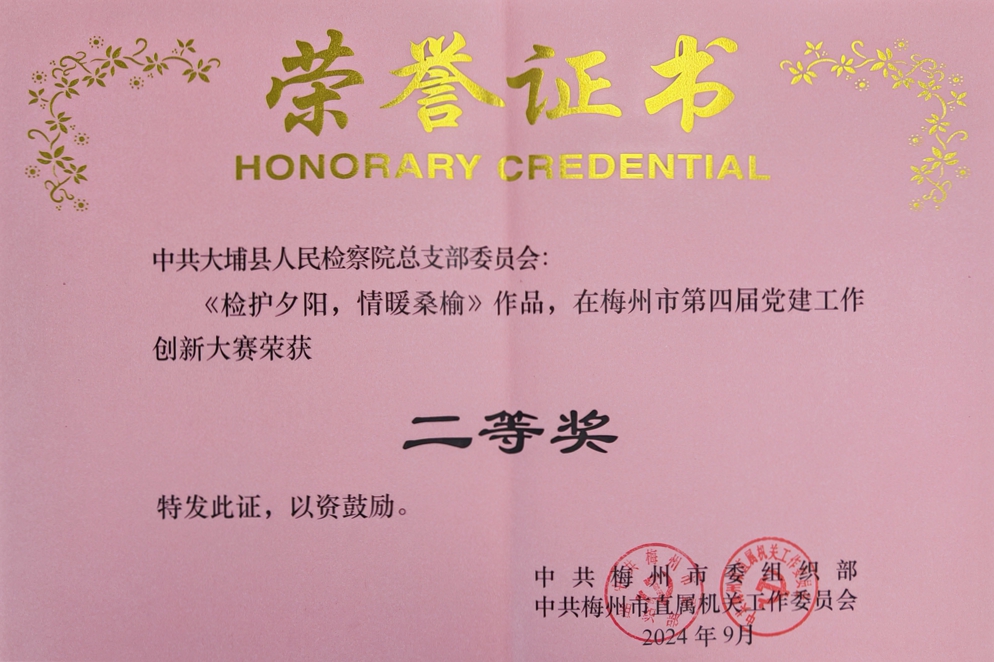 荣誉证书
HONORARY CREDENTIAL
中共大埔县人民检察院总支部委员会：
《检护夕阳，情暖桑榆》作品，在梅州市第四届党建工作
创新大赛荣获
二等奖
特发此证，以资鼓励。
中共梅州市委组织部
中共梅州市直属机关工作委员会
2024年9月